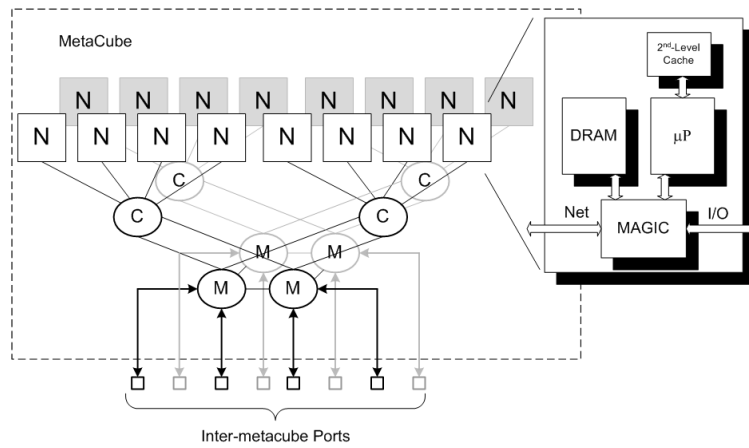 MetaCube
N N N N N N N N
N N N N N N N N
C C
C C
M M
M M
Inter-metacube Ports
2nd-Level
Cache
DRAM
μP
Net
MAGIC
I/O